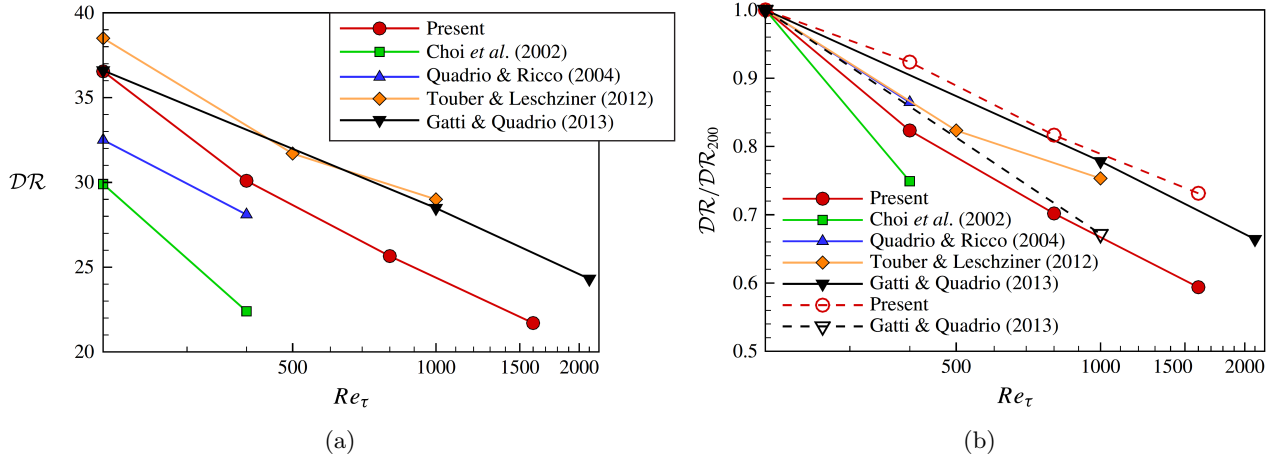 40
35
30
25
20
DR
500
1000
1500
2000
Re_τ
Present
Choi et al. (2002)
Quadrio & Ricco (2004)
Touber & Leschziner (2012)
Gatti & Quadrio (2013)
(a)
1.0
0.9
0.8
0.7
0.6
0.5
DR/DR_200
500
1000
1500
2000
Re_τ
Present
Choi et al. (2002)
Quadrio & Ricco (2004)
Touber & Leschziner (2012)
Gatti & Quadrio (2013)
Present
Gatti & Quadrio (2013)
(b)